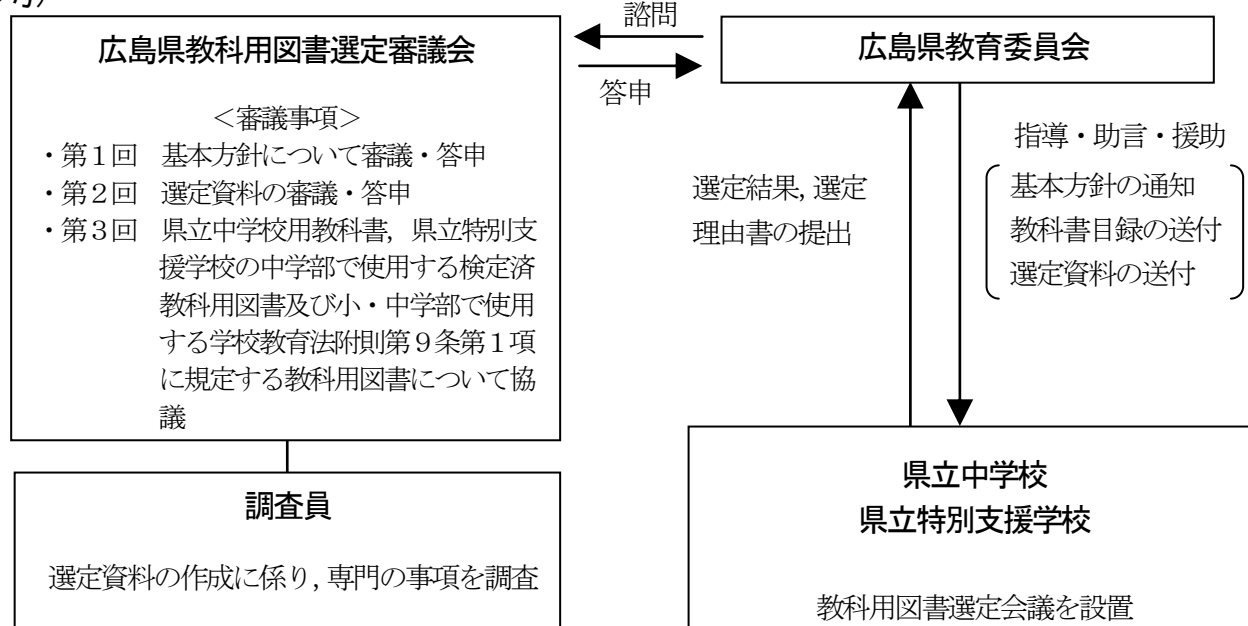 諮問
広島県教科用図書選定審議会
広島県教育委員会
答申
＜審議事項＞
・第１回　基本方針について審議・答申
・第２回　選定資料の審議・答申
・第３回　県立中学校用教科書，県立特別支
援学校の中学部で使用する検定済
教科用図書及び小・中学部で使用
する学校教育法附則第９条第１項
に規定する教科用図書について協
議
選定結果，選定
理由書の提出
指導・助言・援助
基本方針の通知
教科書目録の送付
選定資料の送付
調査員
選定資料の作成に係り，専門の事項を調査
県立中学校
県立特別支援学校
教科用図書選定会議を設置